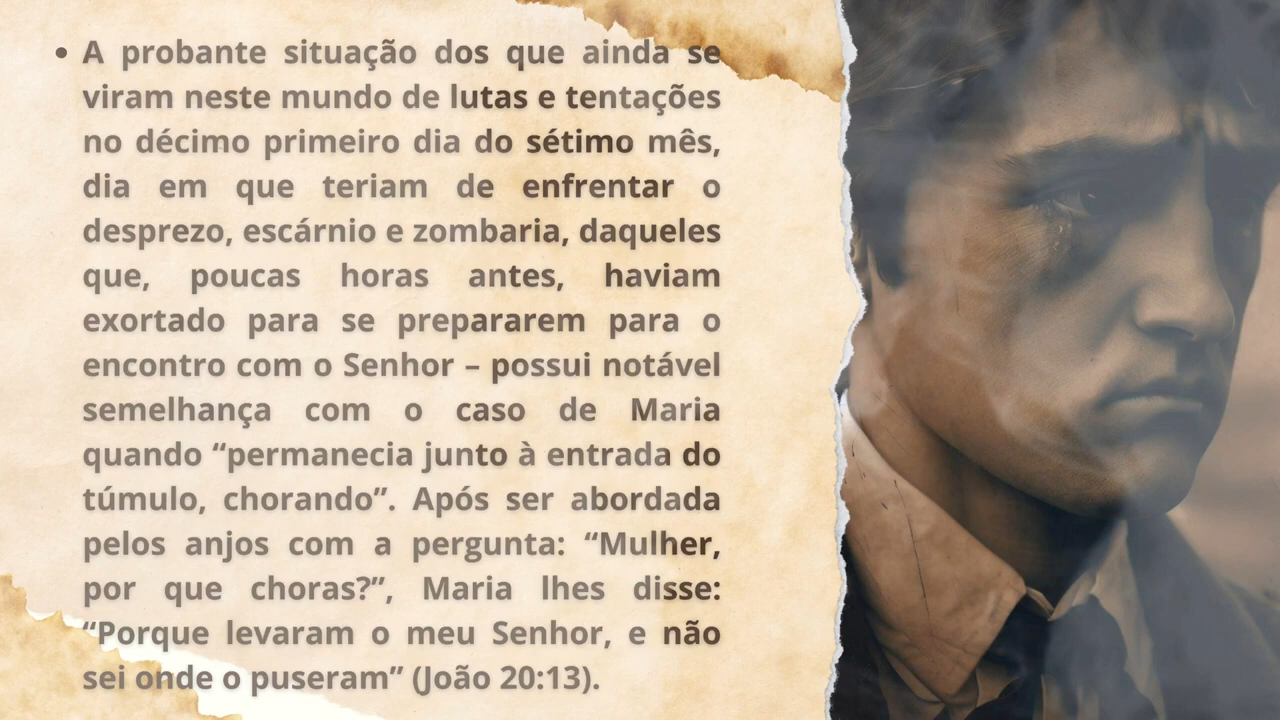 • A probante situação dos que ainda se
viram neste mundo de lutas e tentações
no décimo primeiro dia do sétimo mês,
dia em que teriam de enfrentar o
desprezo, escárnio e zombaria, daqueles
que, poucas horas antes, haviam
exortado para se prepararem para o
encontro com o Senhor – possui notável
semelhança com o caso de Maria
quando “permanecia junto à entrada do
túmulo, chorando”. Após ser abordada
pelos anjos com a pergunta: “Mulher,
por que choras?”, Maria lhes disse:
“Porque levaram o meu Senhor, e não
sei onde o puseram” (João 20:13).